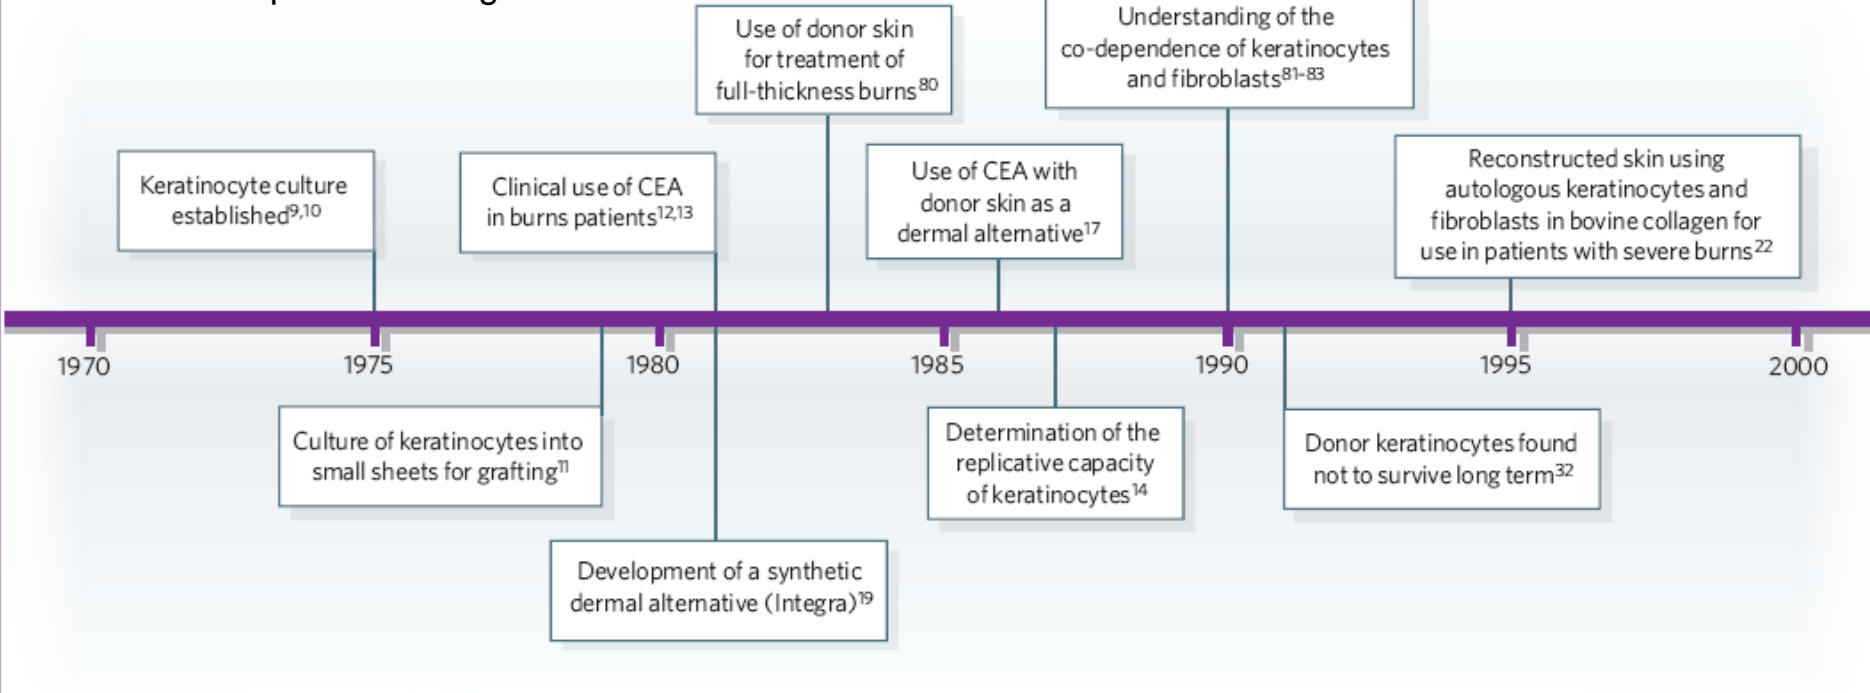 Use of donor skin
for treatment of
full-thickness burns80
Understanding of the
co-dependence of keratinocytes
and fibroblasts81-83
Keratinocyte culture
established9,10
Clinical use of CEA
in burns patients12,13
Use of CEA with
donor skin as a
dermal alternative17
Reconstructed skin using
autologous keratinocytes and
fibroblasts in bovine collagen for
use in patients with severe burns22
1970 1975 1980 1985 1990 1995 2000
Culture of keratinocytes into
small sheets for grafting11
Determination of the
replicative capacity
of keratinocytes14
Donor keratinocytes found
not to survive long term32
Development of a synthetic
dermal alternative (Integra)19